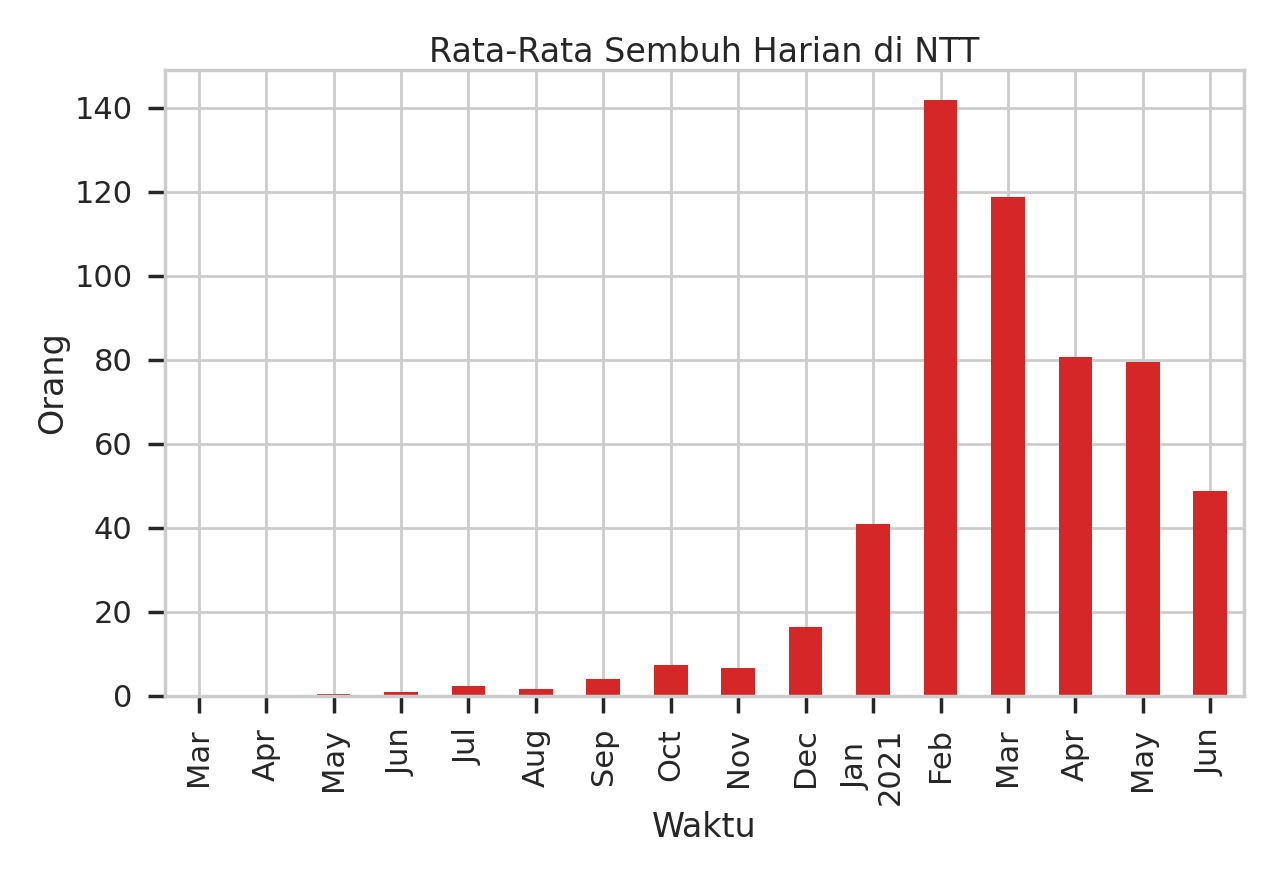 Rata-Rata Sembuh Harian di NTT
140
120
100
80
60
40
20
0
Orang
Mar
Apr
May
Jun
Jul
Aug
Sep
Oct
Nov
Dec
Jan
2021
Feb
Mar
Apr
May
Jun
Waktu